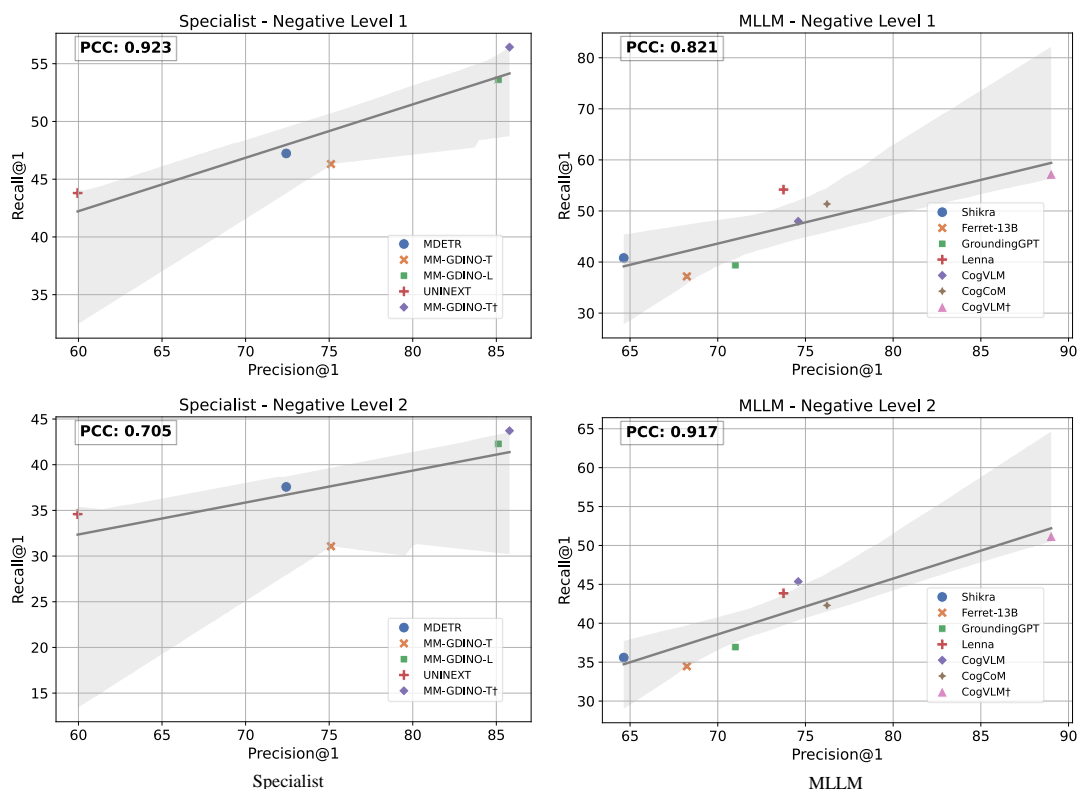 Specialist - Negative Level 1
PCC: 0.923
Recall@1
55
50
45
40
35
60
65
70
75
80
85
Precision@1
MDETR
MM-GDINO-T
MM-GDINO-L
UNINEXT
MM-GDINO-T†
MLLM - Negative Level 1
PCC: 0.821
Recall@1
80
70
60
50
40
30
65
70
75
80
85
90
Precision@1
Shikra
Ferret-13B
GroundingGPT
Lenna
CogVLM
CogCoM
CogVLM†
Specialist - Negative Level 2
PCC: 0.705
Recall@1
45
40
35
30
25
20
15
60
65
70
75
80
85
Precision@1
MDETR
MM-GDINO-T
MM-GDINO-L
UNINEXT
MM-GDINO-T†
Specialist
MLLM - Negative Level 2
PCC: 0.917
Recall@1
65
60
55
50
45
40
35
30
65
70
75
80
85
90
Precision@1
Shikra
Ferret-13B
GroundingGPT
Lenna
CogVLM
CogCoM
CogVLM†
MLLM